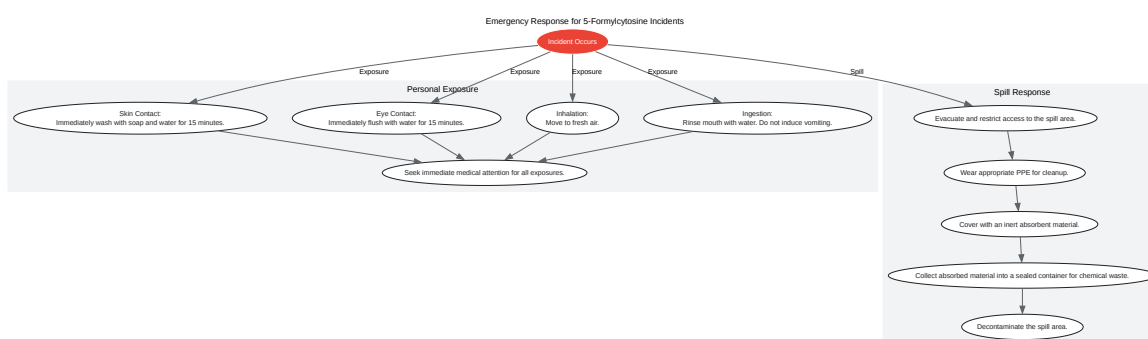 Emergency Response for 5-Formylcytosine Incidents
Incident Occurs
Exposure
Exposure
Exposure
Exposure
Spill
Personal Exposure
Spill Response
Skin Contact:
Immediately wash with soap and water for 15 minutes.
Eye Contact:
Immediately flush with water for 15 minutes.
Inhalation:
Move to fresh air.
Ingestion:
Rinse mouth with water. Do not induce vomiting.
Evacuate and restrict access to the spill area.
Seek immediate medical attention for all exposures.
Wear appropriate PPE for cleanup.
Cover with an inert absorbent material.
Collect absorbed material into a sealed container for chemical waste.
Decontaminate the spill area.